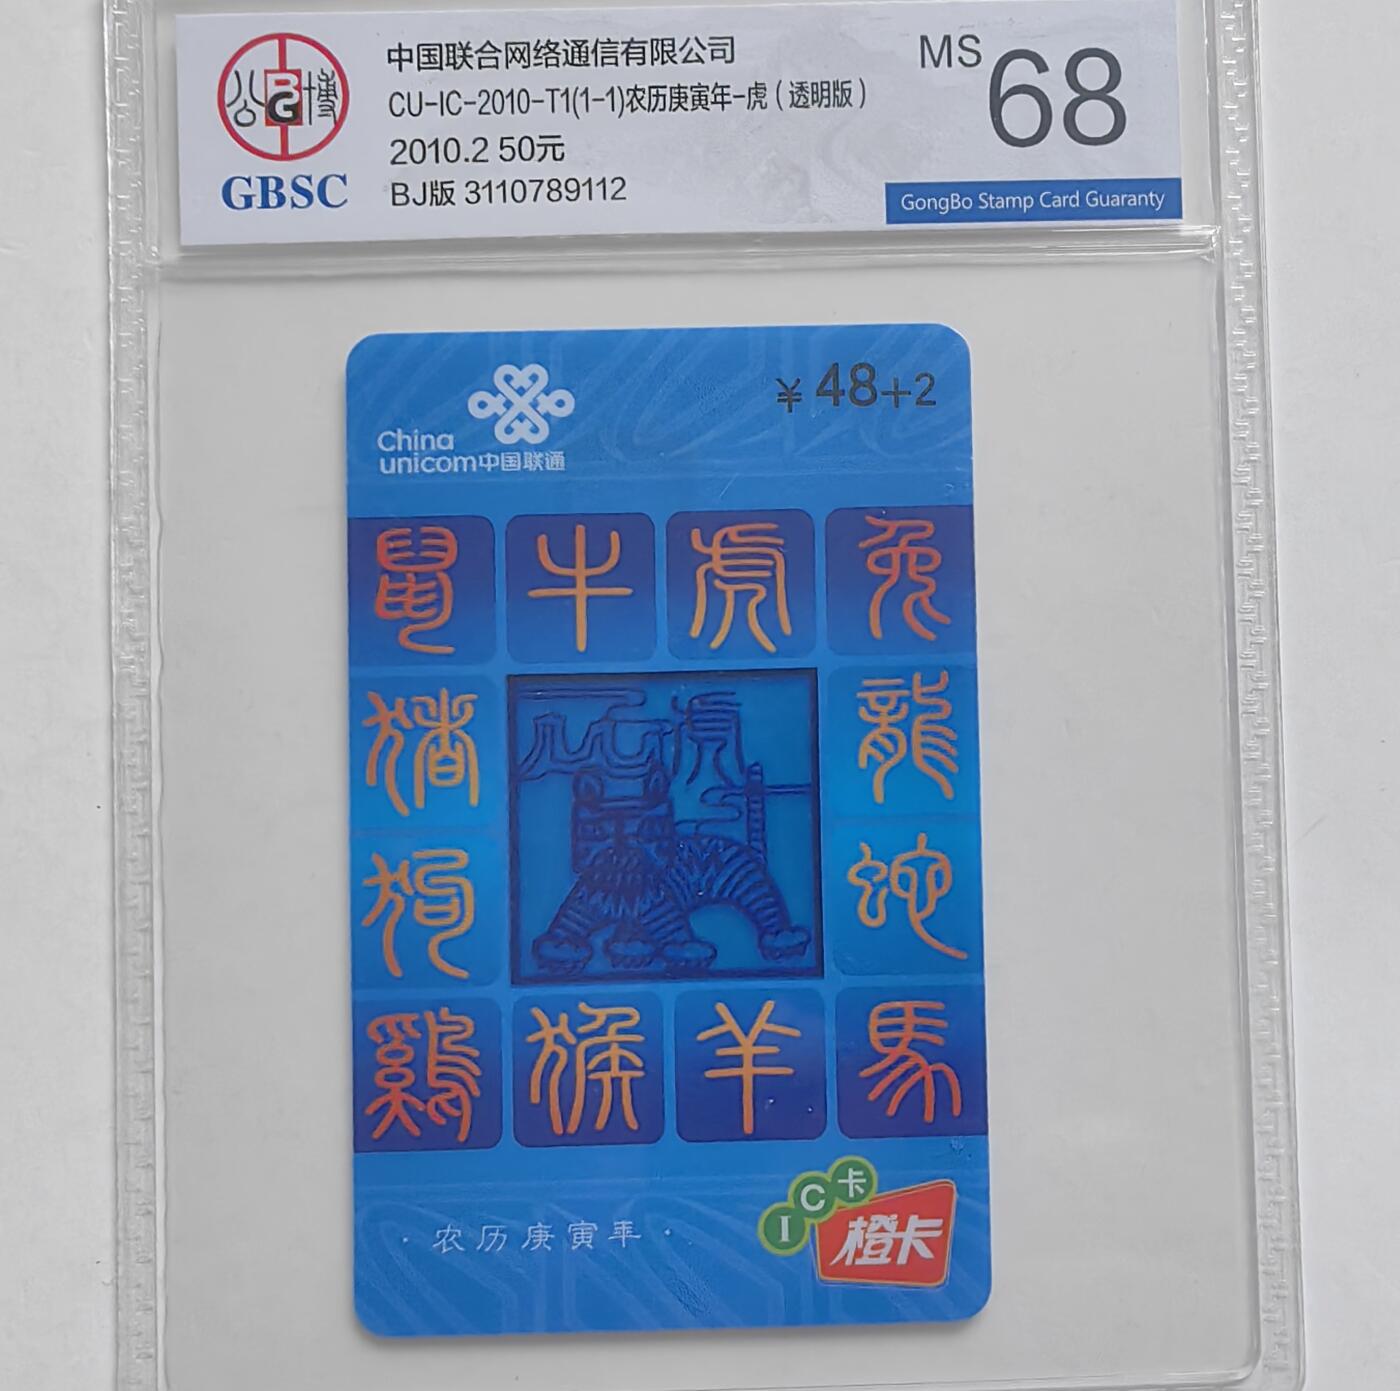 公博
BG
GBSC
中国联合网络通信有限公司
CU-IC-2010-T1(1-1)农历庚寅年-虎（透明版）
2010.2 50元
BJ版 3110789112
MS 68
GongBo Stamp Card Guaranty
¥48+2
China
unicom中国联通
鼠 牛 虎 兔
虎
猪 龍
狗 蛇
鷄 猴 羊 馬
IC卡
橙卡
·农历庚寅年·